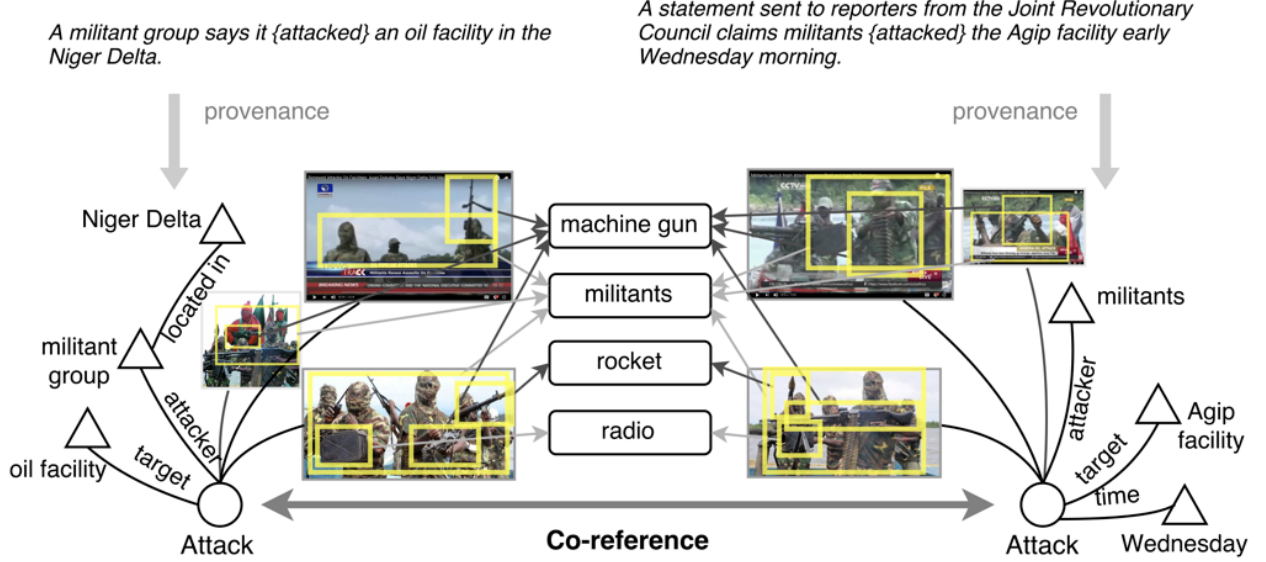 A militant group says it {attacked} an oil facility in the
Niger Delta.
A statement sent to reporters from the Joint Revolutionary
Council claims militants {attacked} the Agip facility early
Wednesday morning.
provenance
provenance
Niger Delta
located in
militant
group
attacker
oil facility
target
Attack
machine gun
militants
rocket
radio
militants
attacker
Agip
facility
target
time
Wednesday
Attack
Co-reference
BREAKING NEWS
CCTV